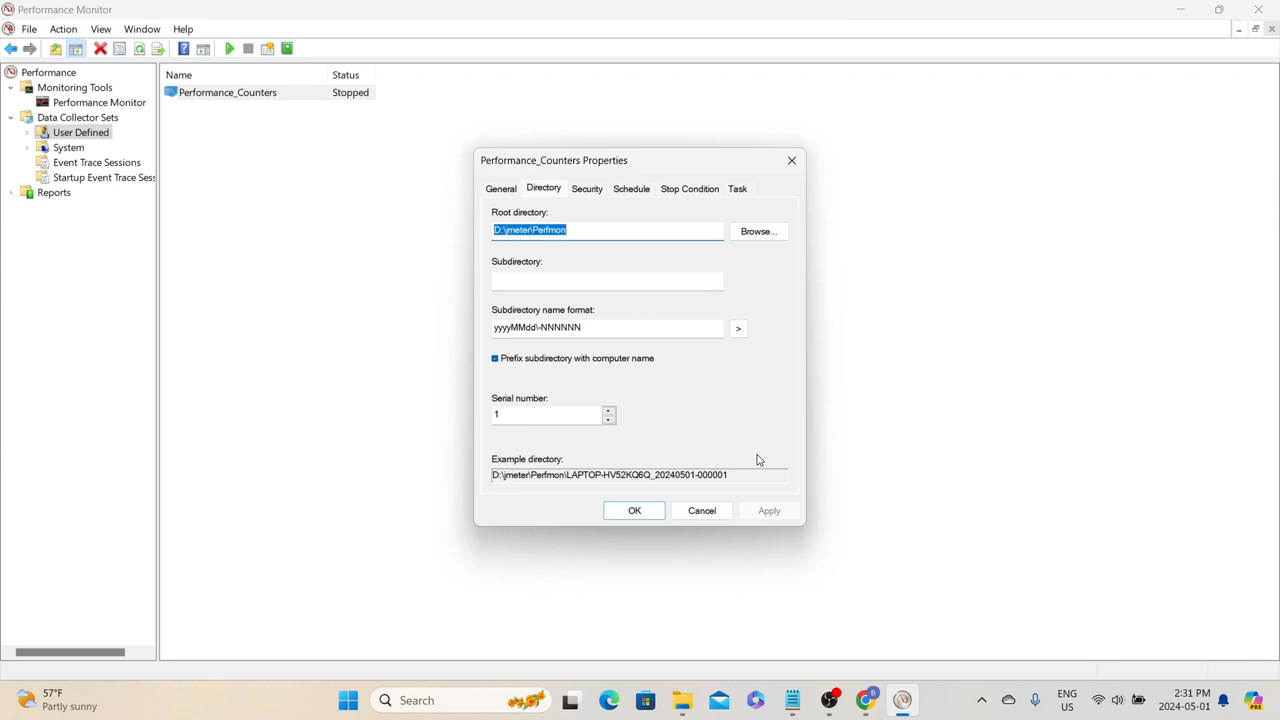 Performance Monitor
File Action View Window Help
Performance
Monitoring Tools
Performance Monitor
Data Collector Sets
User Defined
System
Event Trace Sessions
Startup Event Trace Sess
Reports
Name Status
Performance_Counters Stopped
Performance_Counters Properties
General Directory Security Schedule Stop Condition Task
Root directory:
D:\jmeter\Perfmon
Browse...
Subdirectory:
Subdirectory name format:
yyyyMMdd\-NNNNNN
>
Prefix subdirectory with computer name
Serial number:
1
Example directory:
D:\jmeter\Perfmon\LAPTOP-HV52KQ6Q_20240501-000001
OK Cancel Apply
57°F
Partly sunny
Search
ENG
US
2:31 PM
2024-05-01